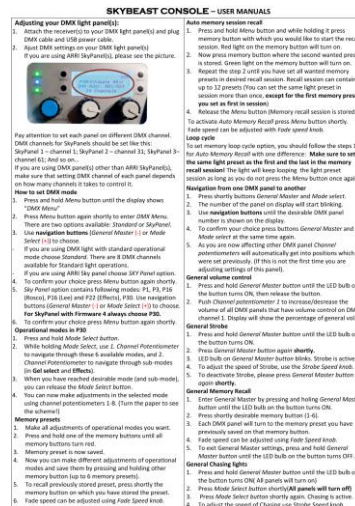 SKYBEAST CONSOLE – USER MANUALS
Adjusting your DMX light panel(s):
1. Attach the receiver(s) to your DMX light panel(s) and plug
DMX cable and USB power cable.
2. Ajust DMX settings on your DMX light panel(s)
If you are using ARRI SkyPanel(s), please see the picture.
Pay attention to set each panel on different DMX channel.
DMX channels for SkyPanels should be set like this:
SkyPanel 1 – channel 1; SkyPanel 2 – channel 31; SkyPanel 3–
channel 61; And so on..
If you are using DMX panel(s) other than ARRI SkyPanel(s),
make sure that setting DMX channel of each panel depends
on how many channels it takes to control it.
How to set DMX mode
1. Press and hold Menu button until the display shows
"DMX Menu"
2. Press Menu button again shortly to enter DMX Menu.
There are two options available: Standard or SkyPanel.
3. Use navigation buttons (General Master (-) or Mode
Select (+)) to choose.
If you are using DMX light with standard operational
mode choose Standard. There are 8 DMX channels
available for Standard light operations.
If you are using ARRI Sky panel choose SKY Panel option.
4. To confirm your choice press Menu button again shortly.
5. Sky Panel option contains following modes: P1, P3, P16
(Rosco), P16 (Lee) and P22 (Effects), P30. Use navigation
buttons (General Master (-) or Mode Select (+)) to choose.
For SkyPanel with Firmware 4 always choose P30.
6. To confirm your choice press Menu button again shortly.
Operational modes in P30
1. Press and hold Mode Select button.
2. While holding Mode Select, use 1. Channel Potentiometer
to navigate through these 6 available modes, and 2.
Channel Potentiometer to navigate through sub-modes
(in Gel select and Effects).
3. When you have reached desirable mode (and sub-mode),
you can release the Mode Select button.
4. You can now make adjustments in the selected mode
using channel potentiometers 1-8. (Turn the paper to see
the scheme!)
Memory presets
1. Make all adjustments of operational modes you want.
2. Press and hold one of the memory buttons until all
memory buttons turn red.
3. Memory preset is now saved.
4. Now you can make different adjustments of operational
modes and save them by pressing and holding other
memory button (up to 6 memory presets).
5. To recall previously stored preset, press shortly the
memory button on which you have stored the preset.
6. Fade speed can be adjusted using Fade Speed knob.
Auto memory session recall
1. Press and hold Menu button and while holding it press
memory button with which you would like to start the reca
session. Red light on the memory button will turn on.
2. Now press memory button where the second wanted pres
is stored. Green light on the memory button will turn on.
3. Repeat the step 2 until you have set all wanted memory
presets in desired recall session. Recall session can contain
up to 12 presets (You can set the same light preset in
session more than once, except for the first memory prese
you set as first in session)
4. Release the Menu button (Memory recall session is stored)
To activate Auto Memory Recall press Menu button shortly.
Fade speed can be adjusted with Fade speed knob.
Loop cycle
To set memory loop cycle option, you should follow the steps 1
for Auto Memory Recall with one difference: Make sure to set
the same light preset as the first and the last in the memory
recall session! The light will keep looping the light preset
session as long as you do not press the Menu button once agai
Navigation from one DMX panel to another
1. Press shortly buttons General Master and Mode select.
2. The number of the panel on display will start blinking.
3. Use navigation buttons until the desirable DMX panel
number is shown on the display.
4. To confirm your choice press buttons General Master and
Mode select at the same time again.
5. As you are now affecting other DMX panel Channel
potentiometers will automatically get into positions which
were set previously. (If this is not the first time you are
adjusting settings of this panel).
General volume control
1. Press and hold General Master button until the LED bulb o
the button turns ON, then release the button.
2. Push Channel potentiometer 1 to increase/decrease the
volume of all DMX panels that have volume control on DM
channel 1. Display will show the percentage of general vol
General Strobe
1. Press and hold General Master button until the LED bulb o
the button turns ON.
2. Press General Master button again shortly.
3. LED bulb on General Master button blinks. Strobe is active
4. To adjust the speed of Strobe, use the Strobe Speed knob.
5. To deactivate Strobe, please press General Master button
again shortly.
General Memory Recall
1. Enter General Master by pressing and holing General Mast
button until the LED bulb on the button turns ON.
2. Press shortly desirable memory button (1-6).
3. Each DMX panel will turn to the memory preset you have
previously saved on that memory button.
4. Fade speed can be adjusted using Fade Speed knob.
5. To exit General Master settings, press and hold General
Master button until the LED bulb on the button turns OFF.
General Chasing lights
1. Press and hold General Master button until the LED bulb o
the button turns ON( All panels will turn on)
2. Press Mode Select button shortly(All panels will turn off)
3. Press Mode Select button shortly again. Chasing is active.
4. To adjust the speed of Chasing use Strobe Speed knob.